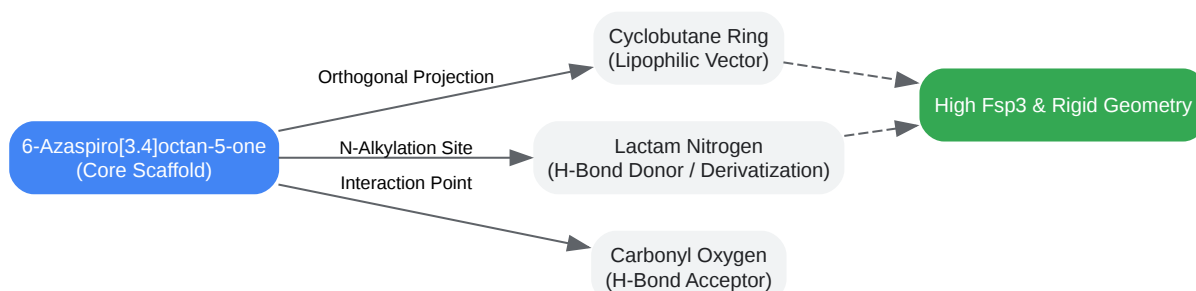 Cyclobutane Ring
(Lipophilic Vector)
Orthogonal Projection
High Fsp3 & Rigid Geometry
6-Azaspiro[3.4]octan-5-one
(Core Scaffold)
N-Alkylation Site
Lactam Nitrogen
(H-Bond Donor / Derivatization)
Interaction Point
Carbonyl Oxygen
(H-Bond Acceptor)